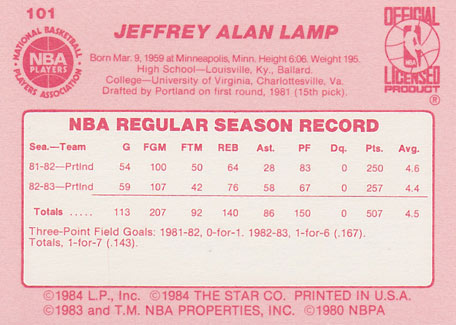 101
JEFFREY ALAN LAMP
NATIONAL BASKETBALL
NBA
PLAYERS
PLAYERS ASSOCIATION
OFFICIAL
NBA
LICENSED
PRODUCT
®
Born Mar. 9, 1959 at Minneapolis, Minn. Height 6:06. Weight 195.
High School—Louisville, Ky., Ballard.
College—University of Virginia, Charlottesville, Va.
Drafted by Portland on first round, 1981 (15th pick).
NBA REGULAR SEASON RECORD
Sea.—Team G FGM FTM REB Ast. PF Dq. Pts. Avg.
81-82—Prtlnd 54 100 50 64 28 83 0 250 4.6
82-83—Prtlnd 59 107 42 76 58 67 0 257 4.4
Totals ..... 113 207 92 140 86 150 0 507 4.5
Three-Point Field Goals: 1981-82, 0-for-1. 1982-83, 1-for-6 (.167).
Totals, 1-for-7 (.143).
©1984 L.P., Inc. ©1984 THE STAR CO. PRINTED IN U.S.A.
©1983 and T.M. NBA PROPERTIES, INC. ©1980 NBPA